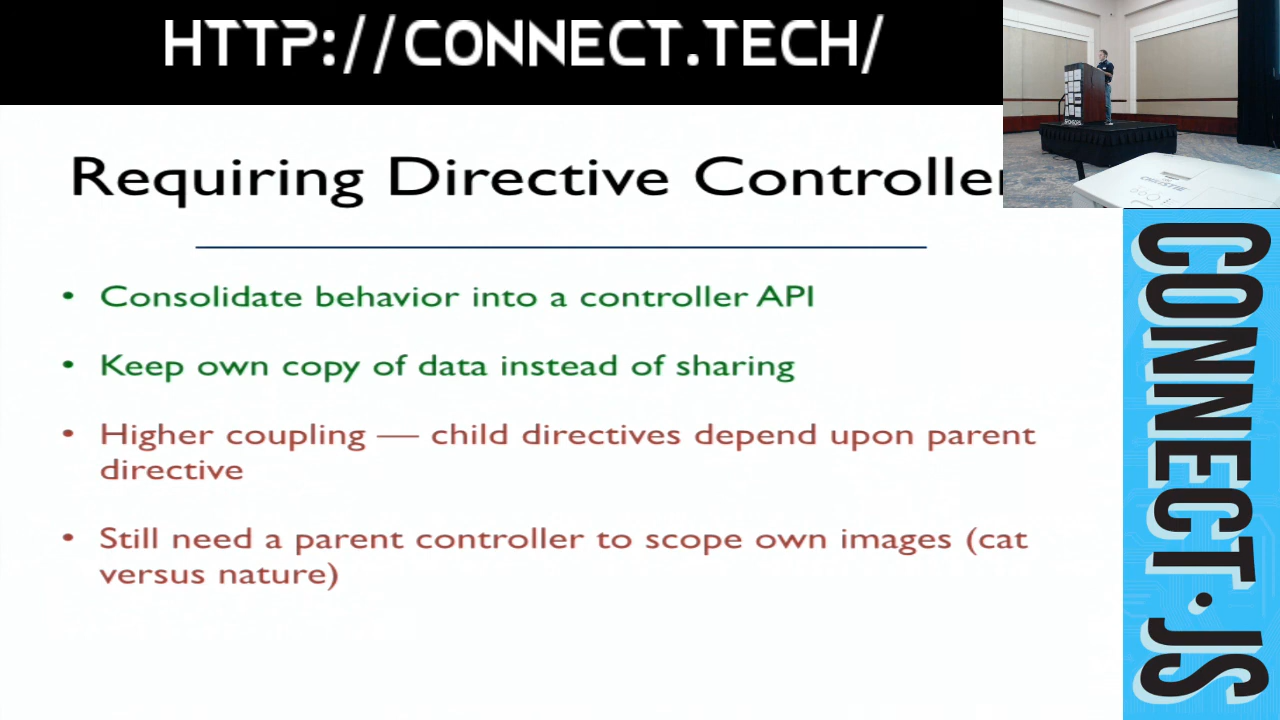 HTTP://CONNECT.TECH/
Requiring Directive Controller
• Consolidate behavior into a controller API
• Keep own copy of data instead of sharing
• Higher coupling — child directives depend upon parent
directive
• Still need a parent controller to scope own images (cat
versus nature)
CONNECT.JS
CHRISTIE